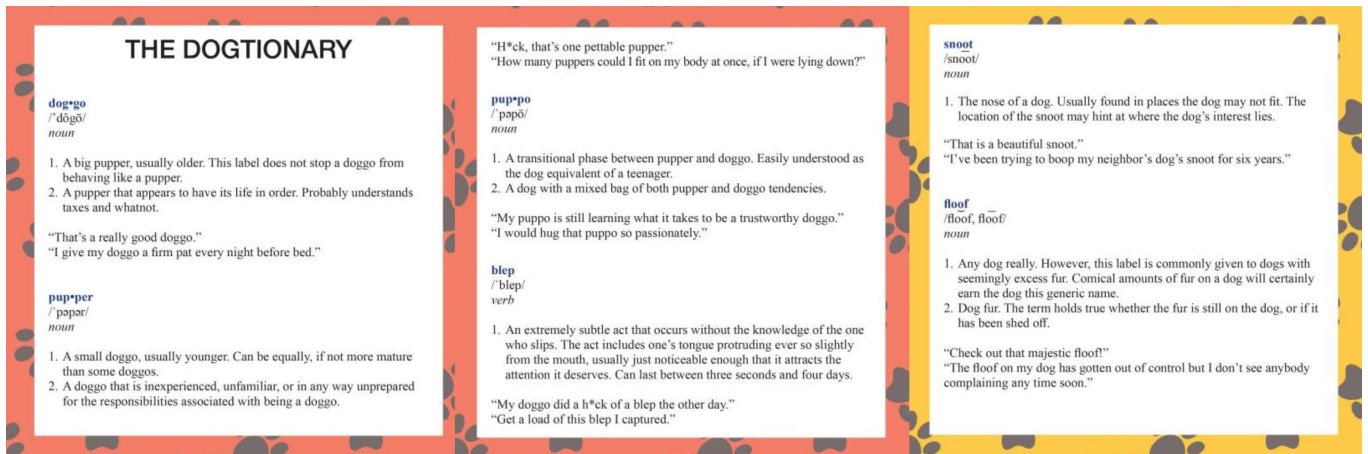 THE DOGTIONARY
dog•go
/ˈdôgō/
noun
1. A big pupper, usually older. This label does not stop a doggo from
behaving like a pupper.
2. A pupper that appears to have its life in order. Probably understands
taxes and whatnot.
“That’s a really good doggo.”
“I give my doggo a firm pat every night before bed.”
pup•per
/ˈpəpər/
noun
1. A small doggo, usually younger. Can be equally, if not more mature
than some doggos.
2. A doggo that is inexperienced, unfamiliar, or in any way unprepared
for the responsibilities associated with being a doggo.
“H*ck, that’s one pettable pupper.”
“How many puppers could I fit on my body at once, if I were lying down?”
pup•po
/ˈpəpō/
noun
1. A transitional phase between pupper and doggo. Easily understood as
the dog equivalent of a teenager.
2. A dog with a mixed bag of both pupper and doggo tendencies.
“My puppo is still learning what it takes to be a trustworthy doggo.”
“I would hug that puppo so passionately.”
blep
/ˈblep/
verb
1. An extremely subtle act that occurs without the knowledge of the one
who slips. The act includes one’s tongue protruding ever so slightly
from the mouth, usually just noticeable enough that it attracts the
attention it deserves. Can last between three seconds and four days.
“My doggo did a h*ck of a blep the other day.”
“Get a load of this blep I captured.”
snoot
/sno͞ot/
noun
1. The nose of a dog. Usually found in places the dog may not fit. The
location of the snoot may hint at where the dog’s interest lies.
“That is a beautiful snoot.”
“I’ve been trying to boop my neighbor’s dog’s snoot for six years.”
floof
/flo͝of, flo͞of/
noun
1. Any dog really. However, this label is commonly given to dogs with
seemingly excess fur. Comical amounts of fur on a dog will certainly
earn the dog this generic name.
2. Dog fur. The term holds true whether the fur is still on the dog, or if it
has been shed off.
“Check out that majestic floof!”
“The floof on my dog has gotten out of control but I don’t see anybody
complaining any time soon.”